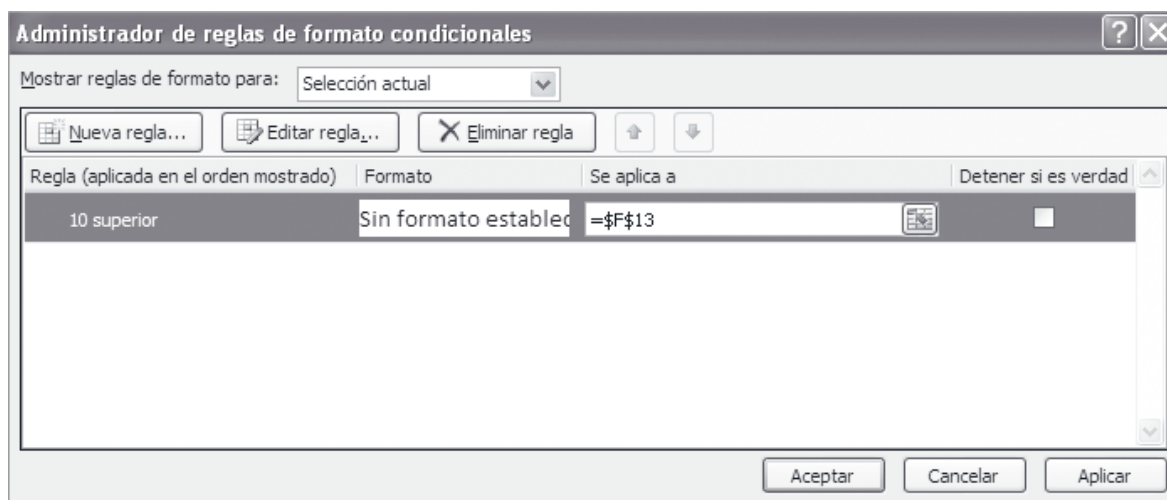 Administrador de reglas de formato condicionales
Mostrar reglas de formato para: Selección actual
Nueva regla... Editar regla... Eliminar regla
Regla (aplicada en el orden mostrado) Formato Se aplica a Detener si es verdad
10 superior Sin formato establec =$F$13
Aceptar Cancelar Aplicar